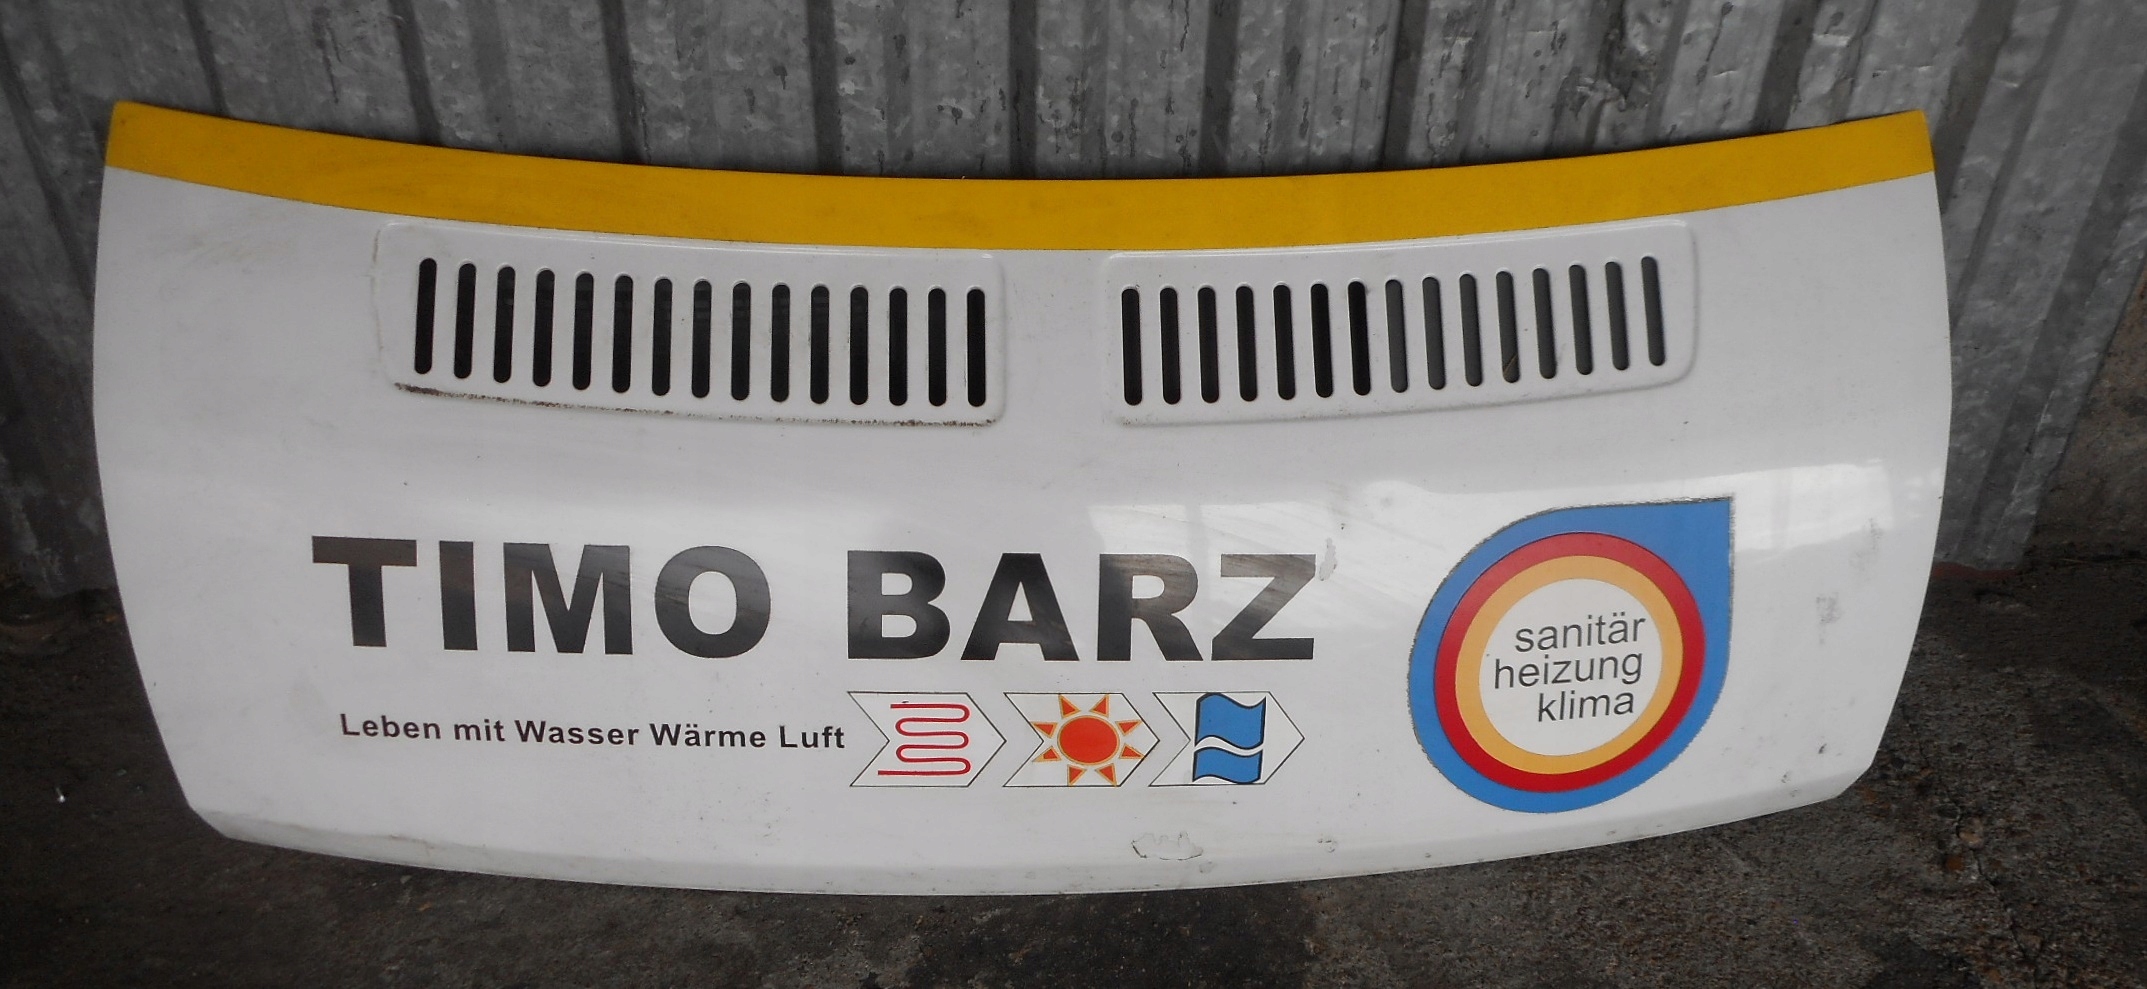 TIMO BARZ
Leben mit Wasser Wärme Luft
sanitär
heizung
klima